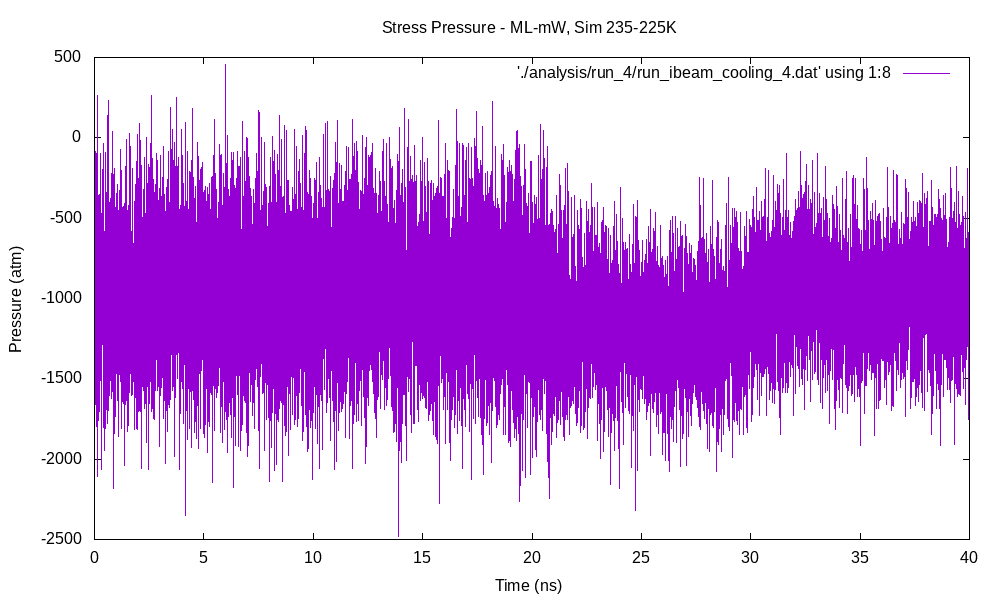 Stress Pressure - ML-mW, Sim 235-225K
'./analysis/run_4/run_ibeam_cooling_4.dat' using 1:8
500
0
-500
-1000
-1500
-2000
-2500
Pressure (atm)
0 5 10 15 20 25 30 35 40
Time (ns)